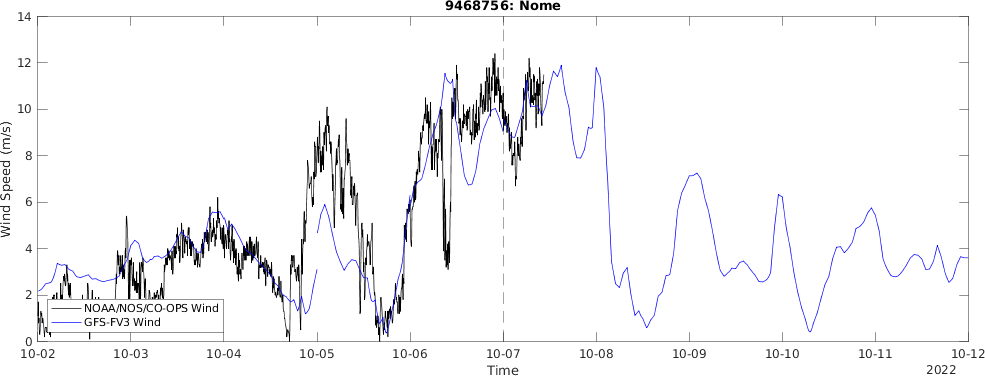 9468756: Nome
14
12
10
8
6
4
2
0
Wind Speed (m/s)
NOAA/NOS/CO-OPS Wind
GFS-FV3 Wind
10-02 10-03 10-04 10-05 10-06 10-07 10-08 10-09 10-10 10-11 10-12
Time
2022